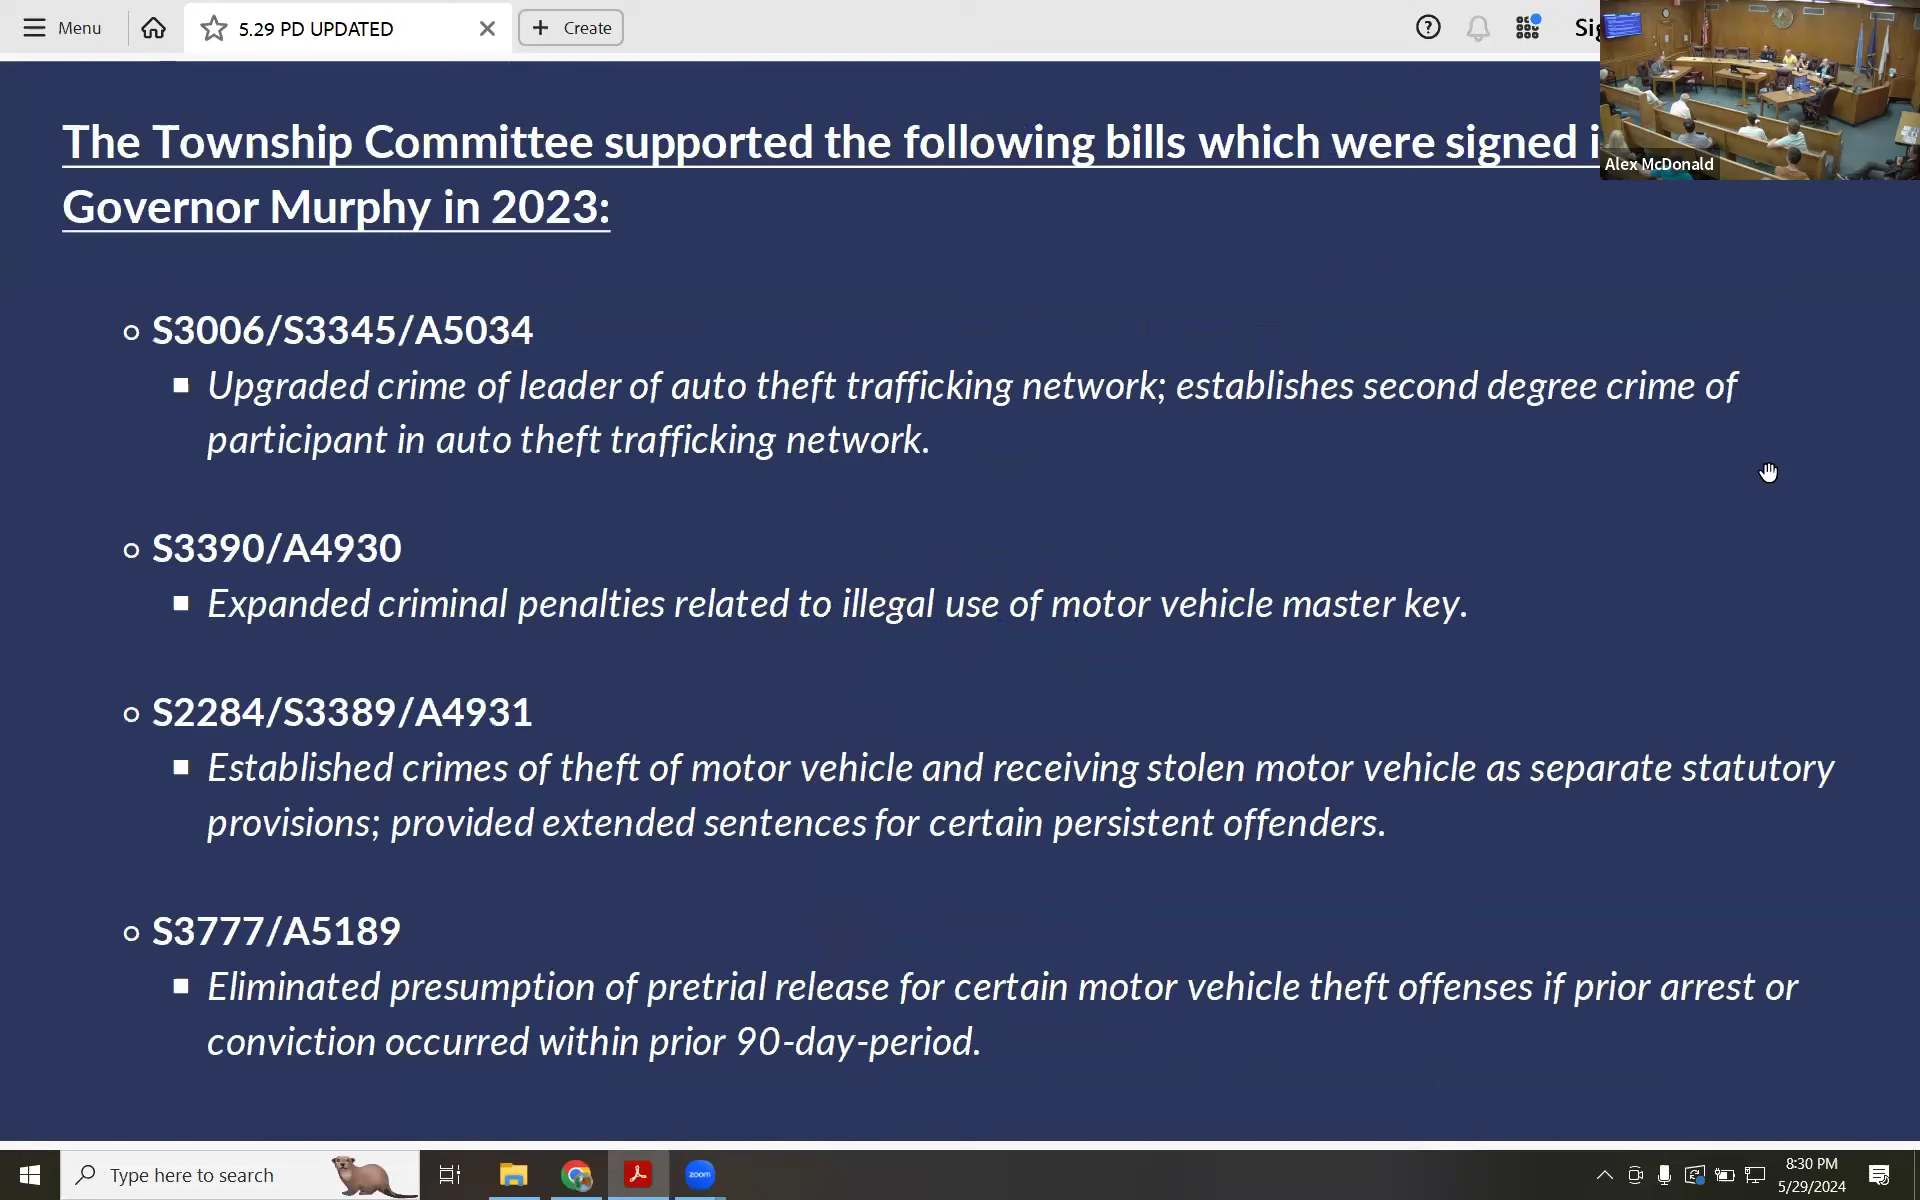 Menu
5.29 PD UPDATED
Create
The Township Committee supported the following bills which were signed
Alex McDonald
Governor Murphy in 2023:
S3006/S3345/A5034
Upgraded crime of leader of auto theft trafficking network; establishes second degree crime of
participant in auto theft trafficking network.
S3390/A4930
Expanded criminal penalties related to illegal use of motor vehicle master key.
S2284/S3389/A4931
Established crimes of theft of motor vehicle and receiving stolen motor vehicle as separate statutory
provisions; provided extended sentences for certain persistent offenders.
S3777/A5189
Eliminated presumption of pretrial release for certain motor vehicle theft offenses if prior arrest or
conviction occurred within prior 90-day-period.
Type here to search
zoom
8:30 PM
5/29/2024